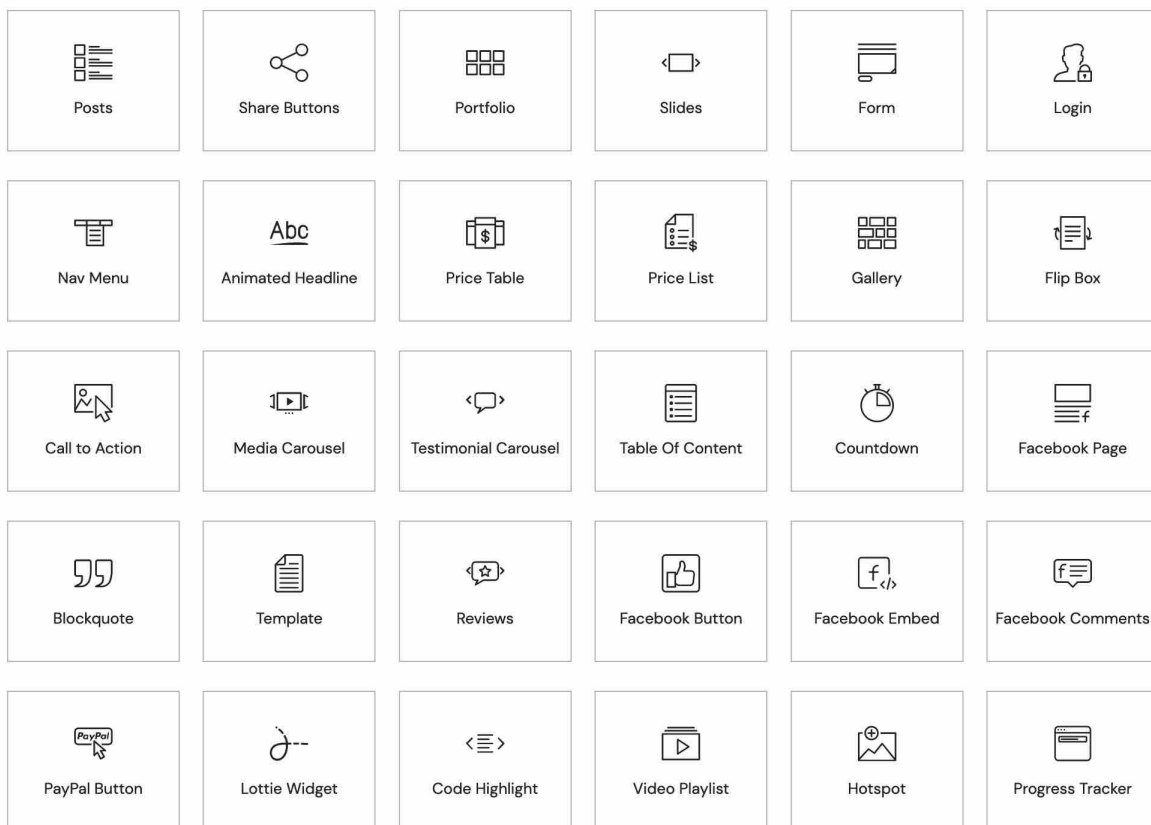 Posts
Share Buttons
Portfolio
Slides
Form
Login
Nav Menu
Abc
Animated Headline
$
Price Table
$
Price List
Gallery
Flip Box
Call to Action
Media Carousel
Testimonial Carousel
Table Of Content
Countdown
f
Facebook Page
Blockquote
Template
Reviews
Facebook Button
f
</>
Facebook Embed
f
Facebook Comments
PayPal
PayPal Button
Lottie Widget
Code Highlight
Video Playlist
Hotspot
Progress Tracker